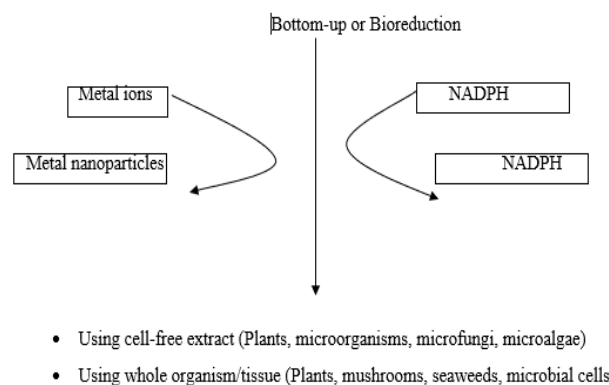 Bottom-up or Bioreduction
Metal ions
NADPH
Metal nanoparticles
NADPH
• Using cell-free extract (Plants, microorganisms, microfungi, microalgae)
• Using whole organism/tissue (Plants, mushrooms, seaweeds, microbial cells